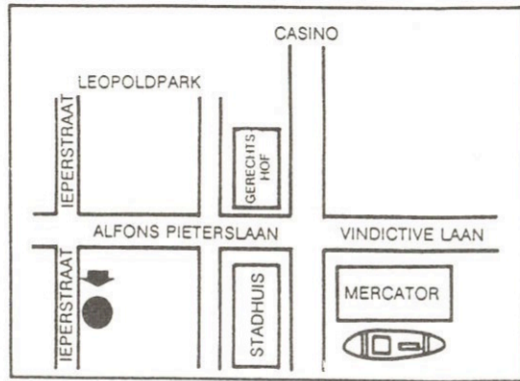 CASINO
LEOPOLDPARK
IEPERSTRAAT
GERECHTS
HOF
ALFONS PIETERSLAAN
VINDICTIVE LAAN
IEPERSTRAAT
STADHUIS
MERCATOR